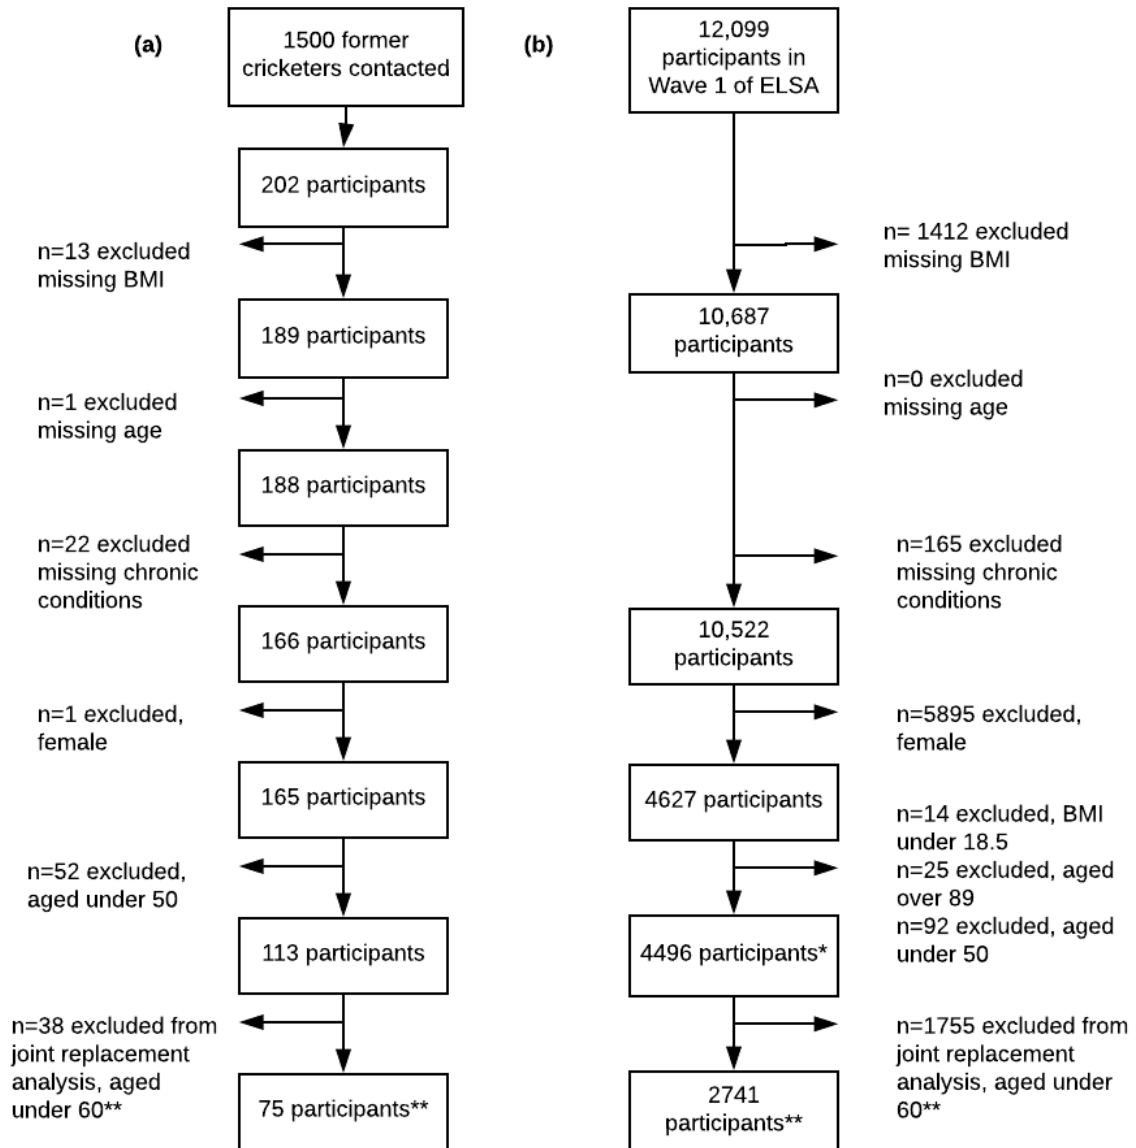 (a)
1500 former
cricketers contacted
202 participants
n=13 excluded
missing BMI
189 participants
n=1 excluded
missing age
188 participants
n=22 excluded
missing chronic
conditions
166 participants
n=1 excluded,
female
165 participants
n=52 excluded,
aged under 50
113 participants
n=38 excluded from
joint replacement
analysis, aged
under 60**
75 participants**
(b)
12,099
participants in
Wave 1 of ELSA
n= 1412 excluded
missing BMI
10,687
participants
n=0 excluded
missing age
n=165 excluded
missing chronic
conditions
10,522
participants
n=5895 excluded,
female
4627 participants
n=14 excluded, BMI
under 18.5
n=25 excluded, aged
over 89
n=92 excluded, aged
under 50
4496 participants*
n=1755 excluded from
joint replacement
analysis, aged under
60**
2741
participants**